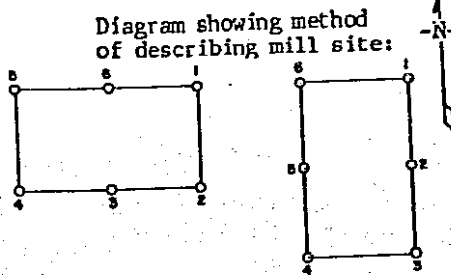 Diagram showing method
of describing mill site:
-N-
5 6 1
4 3 2
6 1
5 2
4 3